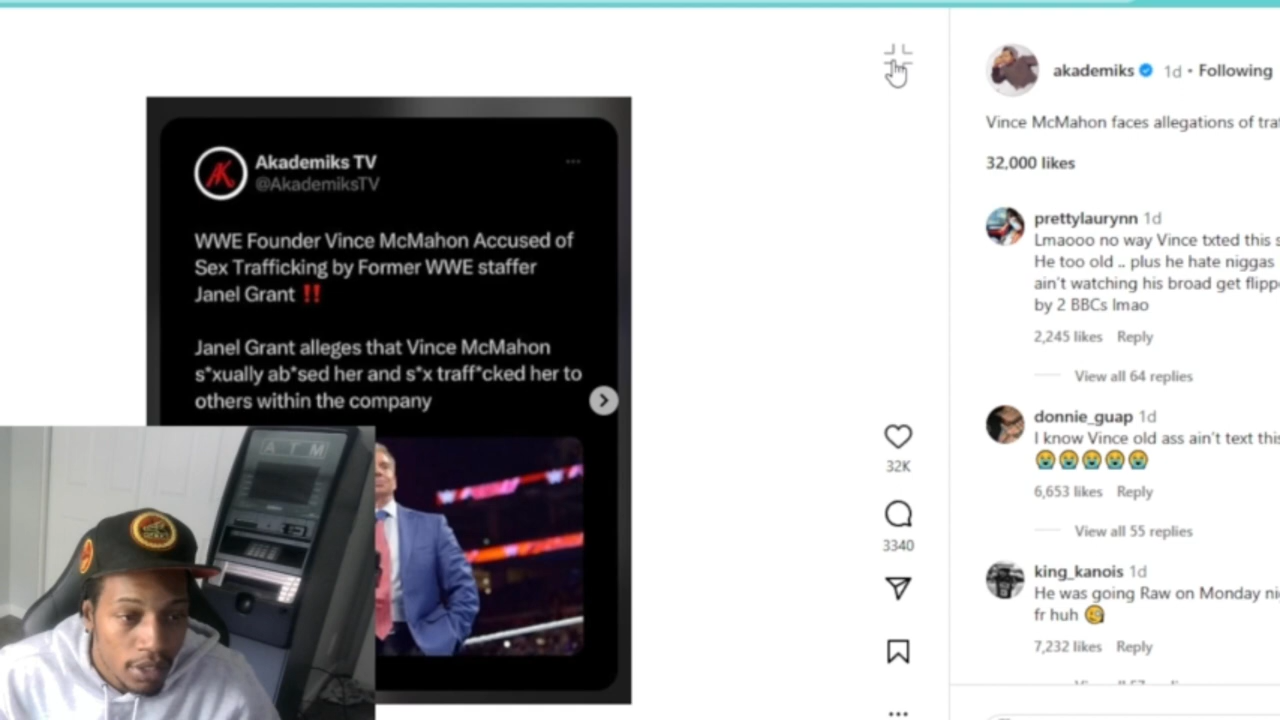 akademiks 1d • Following
Vince McMahon faces allegations of
32,000 likes
Akademiks TV
@AkademiksTV
WWE Founder Vince McMahon Accused of
Sex Trafficking by Former WWE staffer
Janel Grant ‼️
Janel Grant alleges that Vince McMahon
s*xually ab*sed her and s*x traff*cked her to
others within the company
ATM
32K
3340
prettylaurynn 1d
Lmaooo no way Vince txted this
He too old .. plus he hate niggas
ain't watching his broad get
by 2 BBCs lmao
2,245 likes Reply
View all 64 replies
donnie_guap 1d
I know Vince old ass ain't text
😭😭😭😭😭
6,653 likes Reply
View all 55 replies
king_kanois 1d
He was going Raw on Monday
fr huh 🧐
7,232 likes Reply